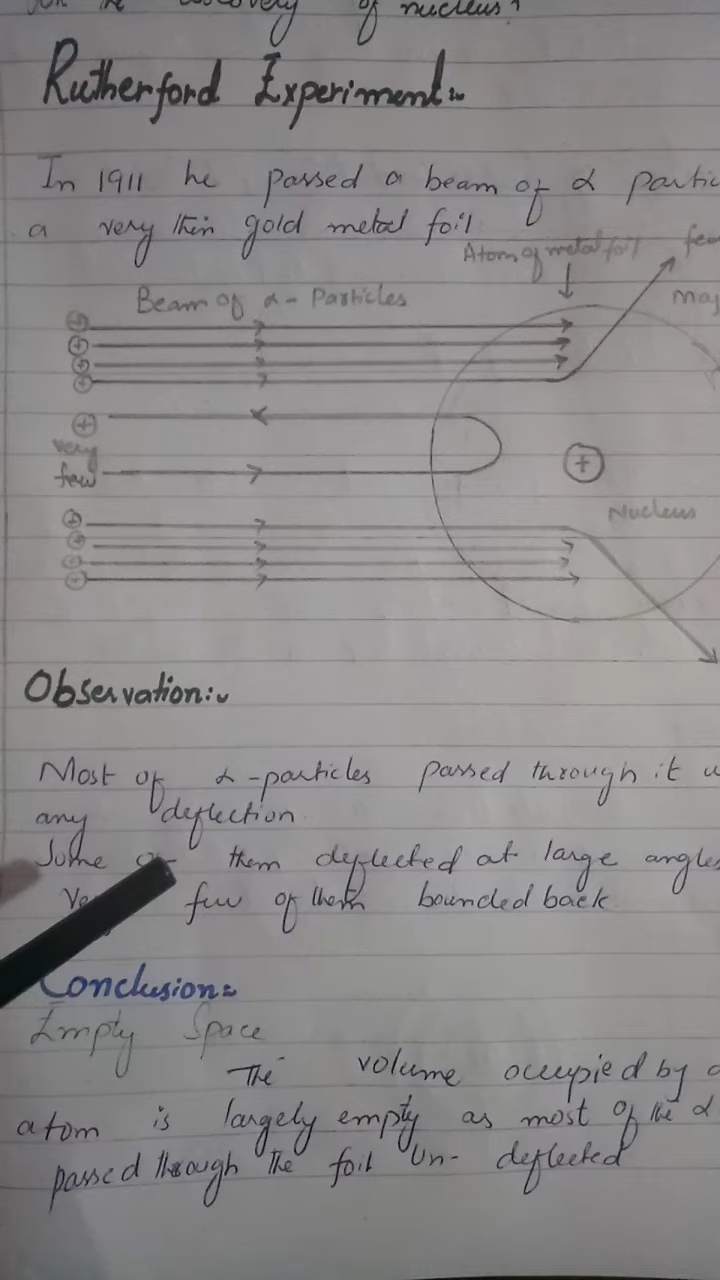 of nucleus?
Rutherford Experiment:-
In 1911 he passed a beam of α partic
a very thin gold metal foil
Atom of metal foil
few
Beam of α - Particles
maj
very
few
Nucleus
Observation:-
Most of α -particles passed through it
any deflection
Some them deflected at large angles
few of them bounded back
Conclusion:-
Empty Space
The volume occupied by
atom is largely empty as most of the α
passed through the foil un- deflected